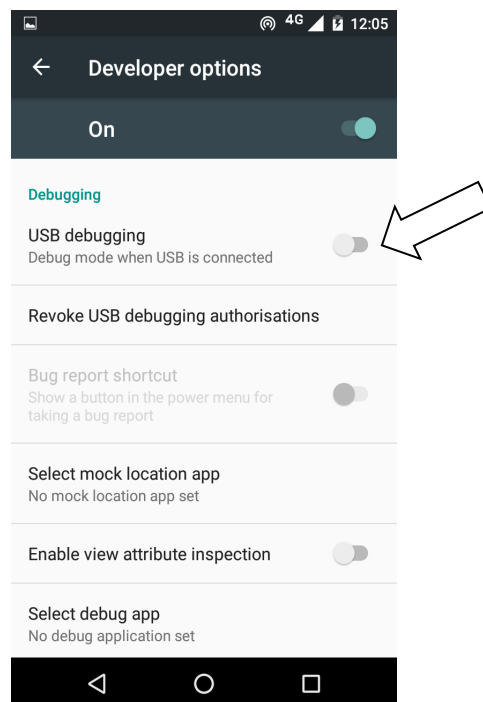 4G 12:05
Developer options
On
Debugging
USB debugging
Debug mode when USB is connected
Revoke USB debugging authorisations
Bug report shortcut
Show a button in the power menu for
taking a bug report
Select mock location app
No mock location app set
Enable view attribute inspection
Select debug app
No debug application set